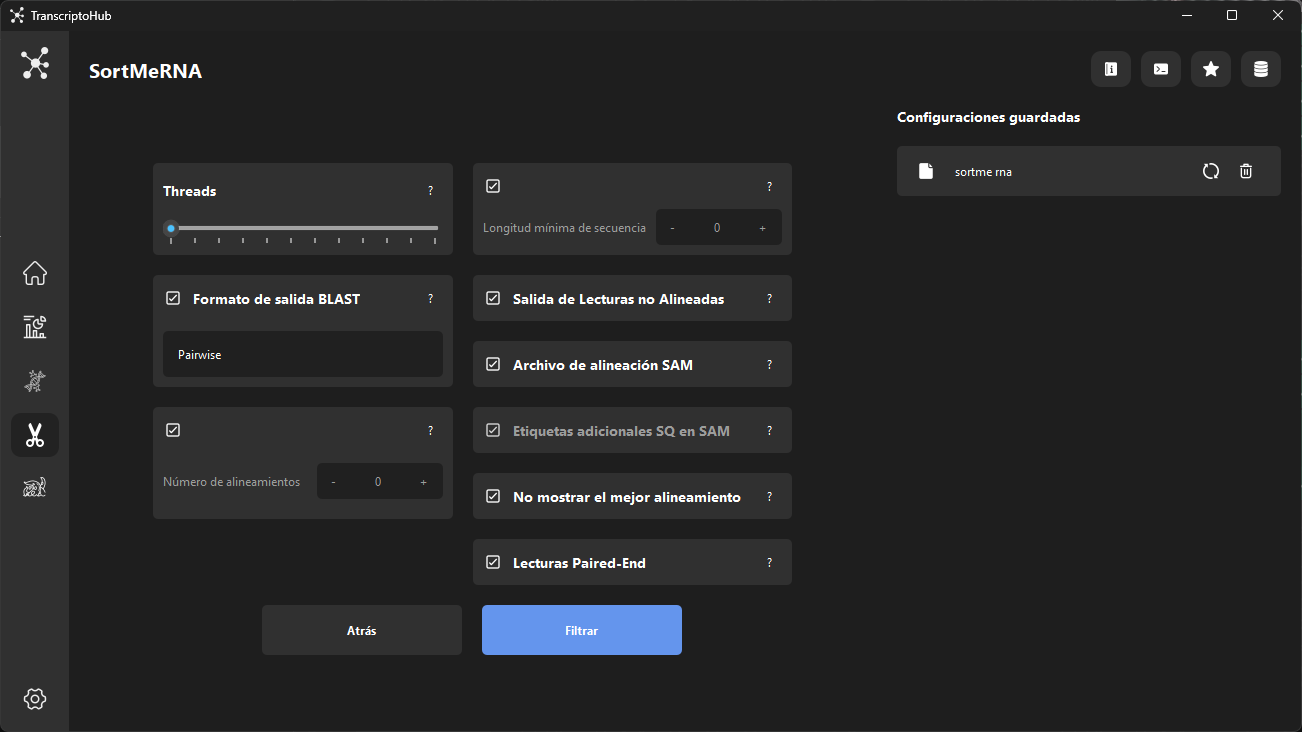 TranscriptoHub
SortMeRNA
Configuraciones guardadas
sortme rna
Threads ?
?
Longitud mínima de secuencia - 0 +
Formato de salida BLAST ?
Pairwise
?
Número de alineamientos - 0 +
Salida de Lecturas no Alineadas ?
Archivo de alineación SAM ?
Etiquetas adicionales SQ en SAM ?
No mostrar el mejor alineamiento ?
Lecturas Paired-End ?
Atrás
Filtrar